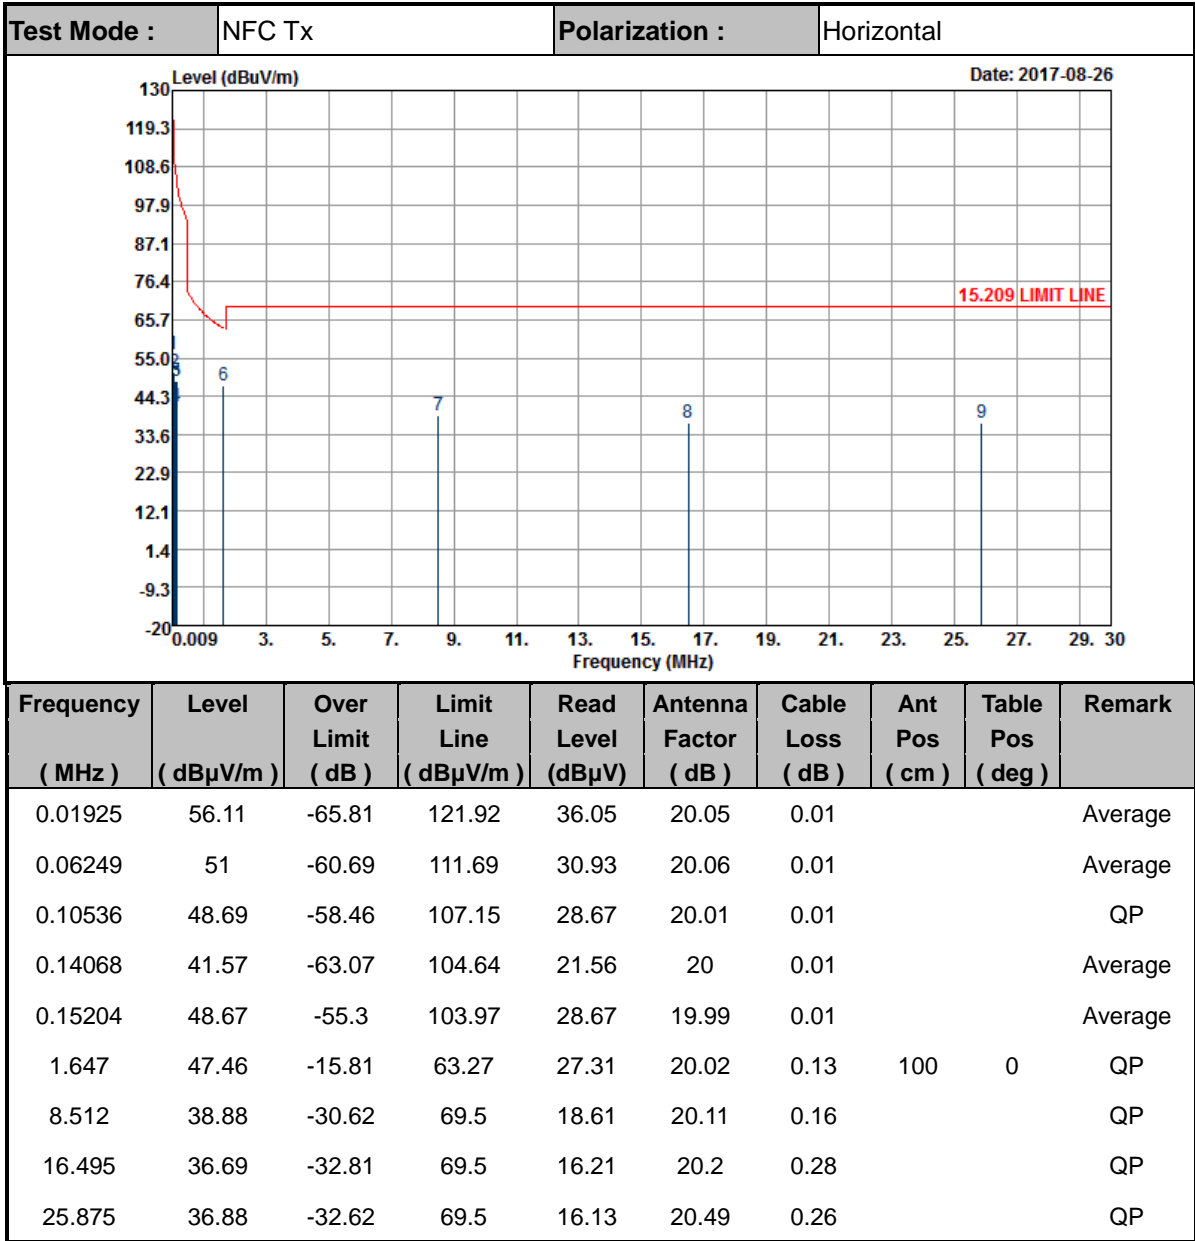 Test Mode : NFC Tx Polarization : Horizontal
Level (dBuV/m) Date: 2017-08-26
130
119.3
108.6
97.9
87.1
76.4
15.209 LIMIT LINE
65.7
55.0
44.3
33.6
22.9
12.1
1.4
-9.3
-20
1
2
3
6
7
8
9
0.009 3. 5. 7. 9. 11. 13. 15. 17. 19. 21. 23. 25. 27. 29. 30
Frequency (MHz)
Frequency Level Over Limit Read Antenna Cable Ant Table Remark
Limit Line Level Factor Loss Pos Pos
( MHz ) ( dBµV/m ) ( dB ) ( dBµV/m ) (dBµV) ( dB ) ( dB ) ( cm ) ( deg )
0.01925 56.11 -65.81 121.92 36.05 20.05 0.01 Average
0.06249 51 -60.69 111.69 30.93 20.06 0.01 Average
0.10536 48.69 -58.46 107.15 28.67 20.01 0.01 QP
0.14068 41.57 -63.07 104.64 21.56 20 0.01 Average
0.15204 48.67 -55.3 103.97 28.67 19.99 0.01 Average
1.647 47.46 -15.81 63.27 27.31 20.02 0.13 100 0 QP
8.512 38.88 -30.62 69.5 18.61 20.11 0.16 QP
16.495 36.69 -32.81 69.5 16.21 20.2 0.28 QP
25.875 36.88 -32.62 69.5 16.13 20.49 0.26 QP